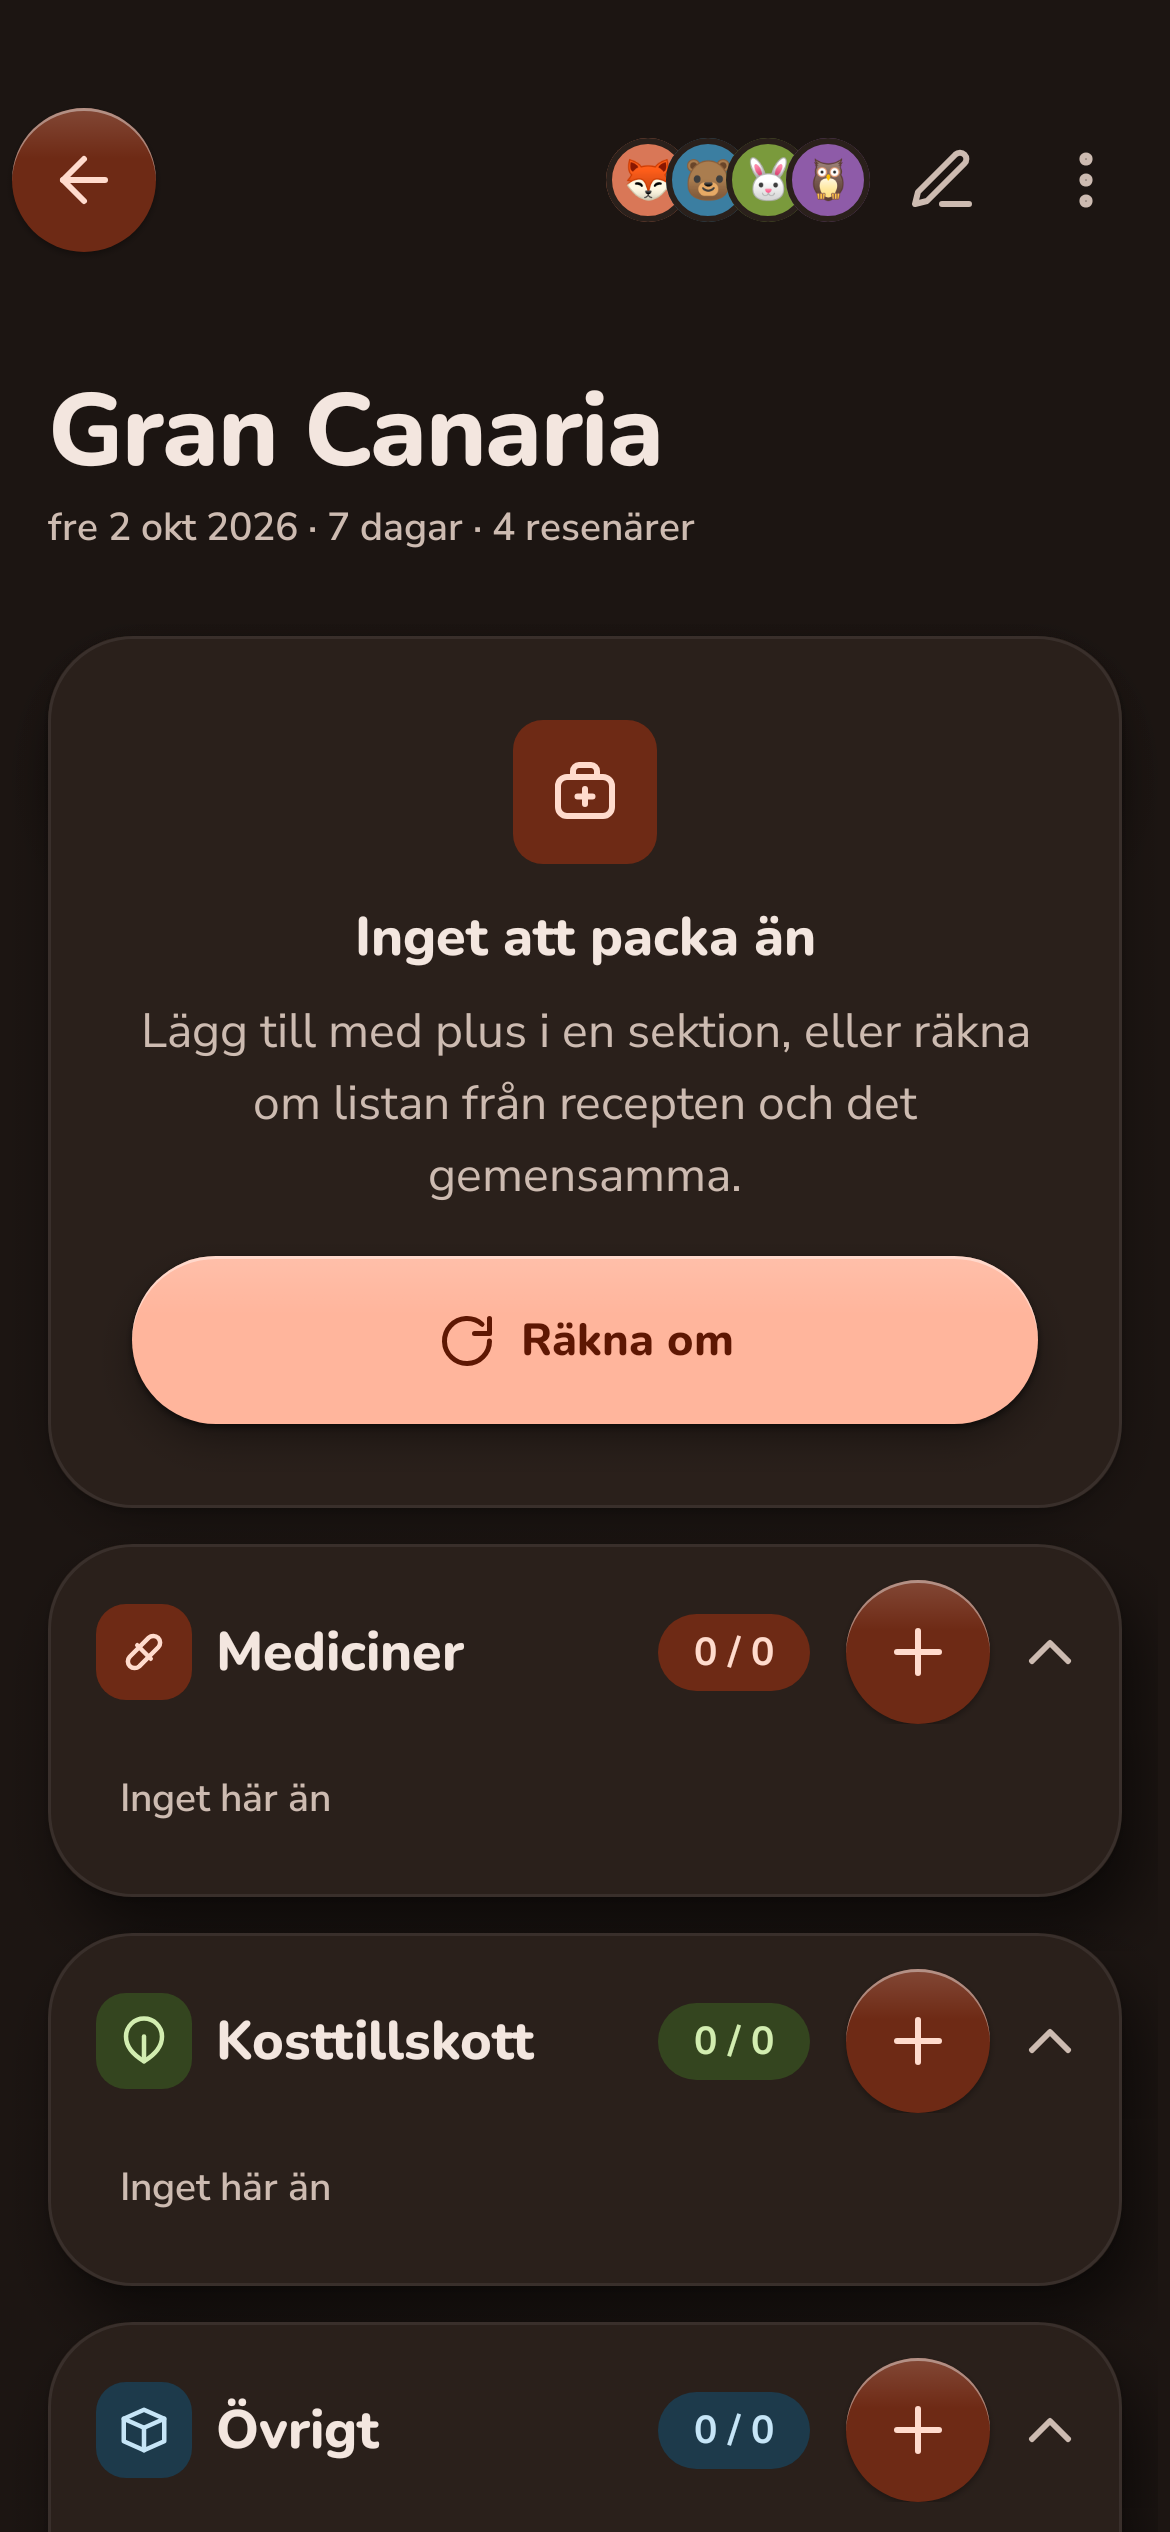 Gran Canaria
fre 2 okt 2026 · 7 dagar · 4 resenärer
Inget att packa än
Lägg till med plus i en sektion, eller räkna
om listan från recepten och det
gemensamma.
Räkna om
Mediciner 0 / 0
Inget här än
Kosttillskott 0 / 0
Inget här än
Övrigt 0 / 0